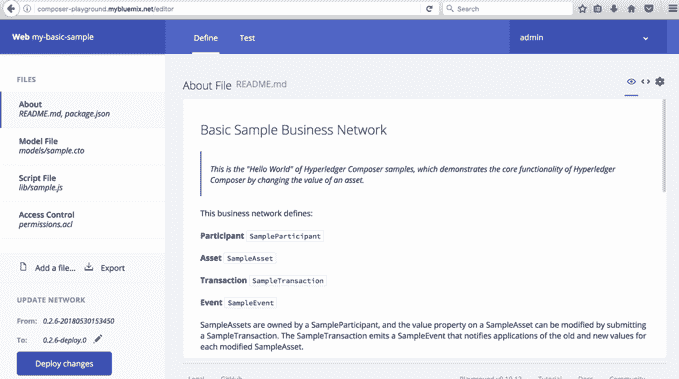 composer-playground.mybluemix.net/editor
Search
Web my-basic-sample
Define
Test
admin
FILES
About
README.md, package.json
Model File
models/sample.cto
Script File
lib/sample.js
Access Control
permissions.acl
Add a file...
Export
UPDATE NETWORK
From: 0.2.6-20180530153450
To: 0.2.6-deploy.0
Deploy changes
About File README.md
Basic Sample Business Network
This is the "Hello World" of Hyperledger Composer samples, which demonstrates the core functionality of Hyperledger
Composer by changing the value of an asset.
This business network defines:
Participant SampleParticipant
Asset SampleAsset
Transaction SampleTransaction
Event SampleEvent
SampleAssets are owned by a SampleParticipant, and the value property on a SampleAsset can be modified by submitting
a SampleTransaction. The SampleTransaction emits a SampleEvent that notifies applications of the old and new values for
each modified SampleAsset.
Legal
GitHub
Tutorial
Docs
Community